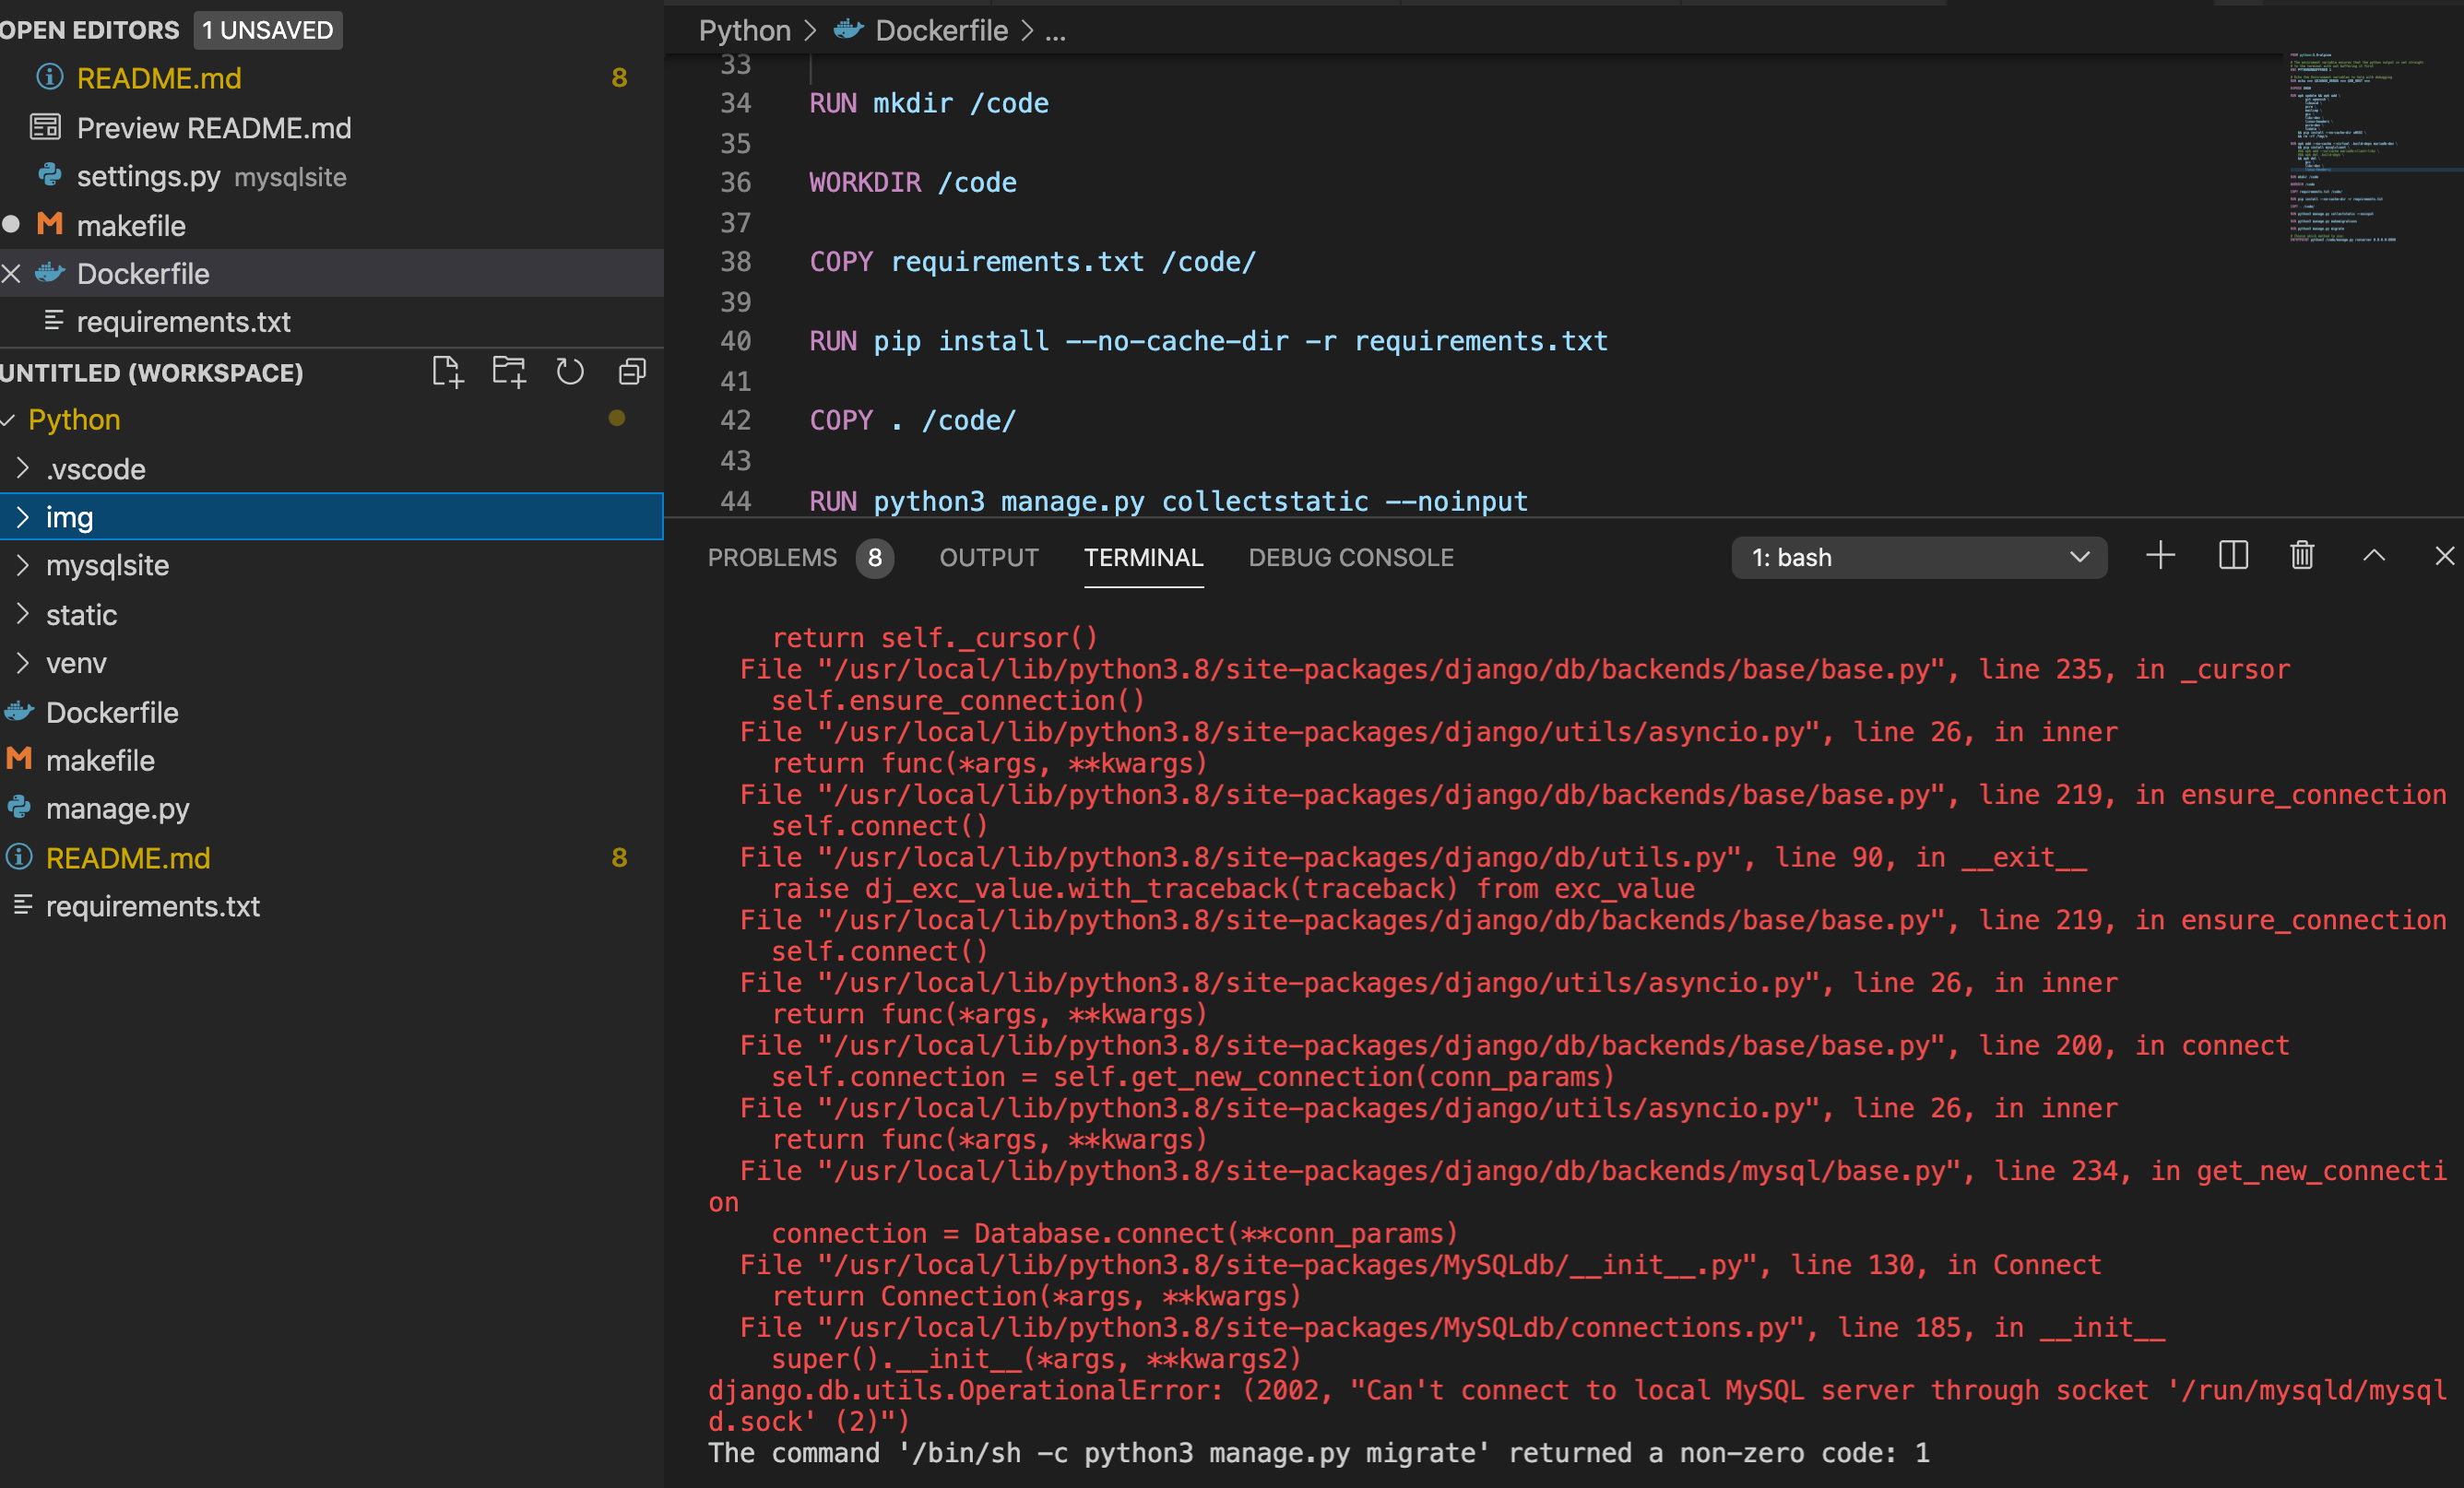 OPEN EDITORS 1 UNSAVED
README.md 8
Preview README.md
settings.py mysqlsite
makefile
Dockerfile
requirements.txt
UNTITLED (WORKSPACE)
Python
.vscode
img
mysqlsite
static
venv
Dockerfile
makefile
manage.py
README.md 8
requirements.txt
Python > Dockerfile > ...
33
34 RUN mkdir /code
35
36 WORKDIR /code
37
38 COPY requirements.txt /code/
39
40 RUN pip install --no-cache-dir -r requirements.txt
41
42 COPY . /code/
43
44 RUN python3 manage.py collectstatic --noinput
PROBLEMS 8 OUTPUT TERMINAL DEBUG CONSOLE 1: bash
return self._cursor()
File "/usr/local/lib/python3.8/site-packages/django/db/backends/base/base.py", line 235, in _cursor
self.ensure_connection()
File "/usr/local/lib/python3.8/site-packages/django/utils/asyncio.py", line 26, in inner
return func(*args, **kwargs)
File "/usr/local/lib/python3.8/site-packages/django/db/backends/base/base.py", line 219, in ensure_connection
self.connect()
File "/usr/local/lib/python3.8/site-packages/django/db/utils.py", line 90, in __exit__
raise dj_exc_value.with_traceback(traceback) from exc_value
File "/usr/local/lib/python3.8/site-packages/django/db/backends/base/base.py", line 219, in ensure_connection
self.connect()
File "/usr/local/lib/python3.8/site-packages/django/utils/asyncio.py", line 26, in inner
return func(*args, **kwargs)
File "/usr/local/lib/python3.8/site-packages/django/db/backends/base/base.py", line 200, in connect
self.connection = self.get_new_connection(conn_params)
File "/usr/local/lib/python3.8/site-packages/django/utils/asyncio.py", line 26, in inner
return func(*args, **kwargs)
File "/usr/local/lib/python3.8/site-packages/django/db/backends/mysql/base.py", line 234, in get_new_connecti
on
connection = Database.connect(**conn_params)
File "/usr/local/lib/python3.8/site-packages/MySQLdb/__init__.py", line 130, in Connect
return Connection(*args, **kwargs)
File "/usr/local/lib/python3.8/site-packages/MySQLdb/connections.py", line 185, in __init__
super().__init__(*args, **kwargs2)
django.db.utils.OperationalError: (2002, "Can't connect to local MySQL server through socket '/run/mysqld/mysql
d.sock' (2)")
The command '/bin/sh -c python3 manage.py migrate' returned a non-zero code: 1